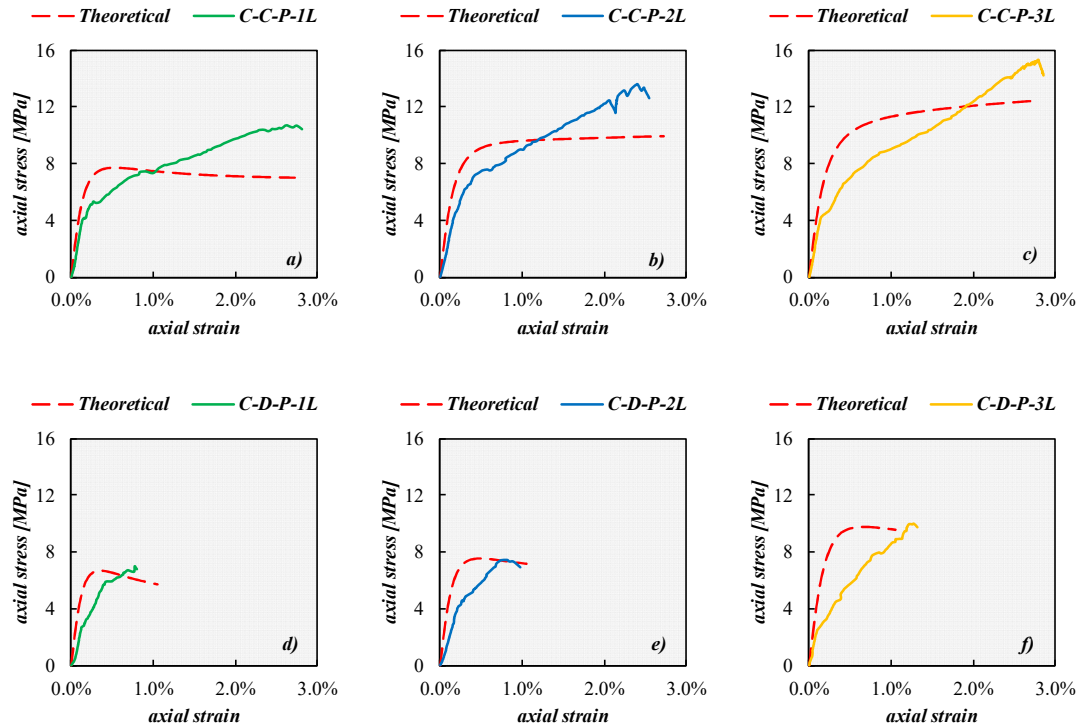 Theoretical C-C-P-1L
axial stress [MPa]
16
12
8
4
0
a)
0.0% 1.0% 2.0% 3.0%
axial strain
Theoretical C-C-P-2L
axial stress [MPa]
16
12
8
4
0
b)
0.0% 1.0% 2.0% 3.0%
axial strain
Theoretical C-C-P-3L
axial stress [MPa]
16
12
8
4
0
c)
0.0% 1.0% 2.0% 3.0%
axial strain
Theoretical C-D-P-1L
axial stress [MPa]
16
12
8
4
0
d)
0.0% 1.0% 2.0% 3.0%
axial strain
Theoretical C-D-P-2L
axial stress [MPa]
16
12
8
4
0
e)
0.0% 1.0% 2.0% 3.0%
axial strain
Theoretical C-D-P-3L
axial stress [MPa]
16
12
8
4
0
f)
0.0% 1.0% 2.0% 3.0%
axial strain